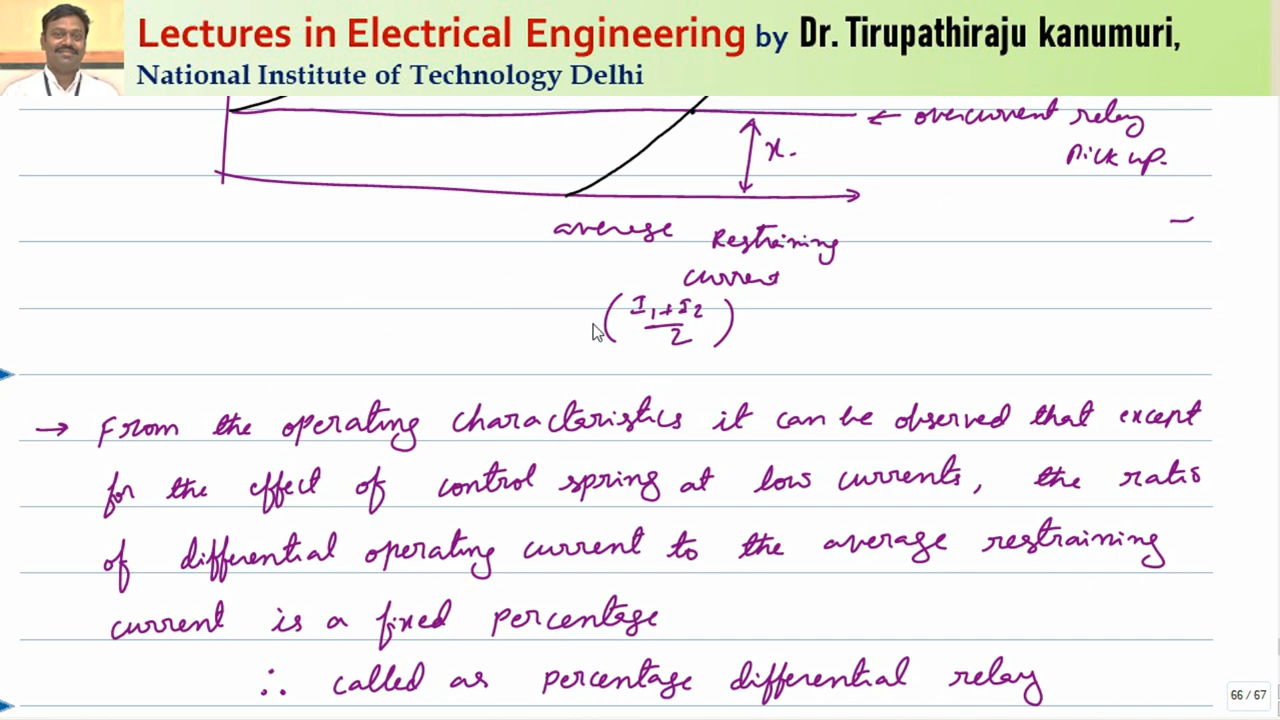 Lectures in Electrical Engineering by Dr. Tirupathiraju kanumuri,
National Institute of Technology Delhi
← overcurrent relay
Pick up.
x.
average Restraining
current
(I1+I2/2)
→ From the operating characteristics it can be observed that except
for the effect of control spring at low currents, the ratio
of differential operating current to the average restraining
current is a fixed percentage
∴ called as percentage differential relay
66 / 67